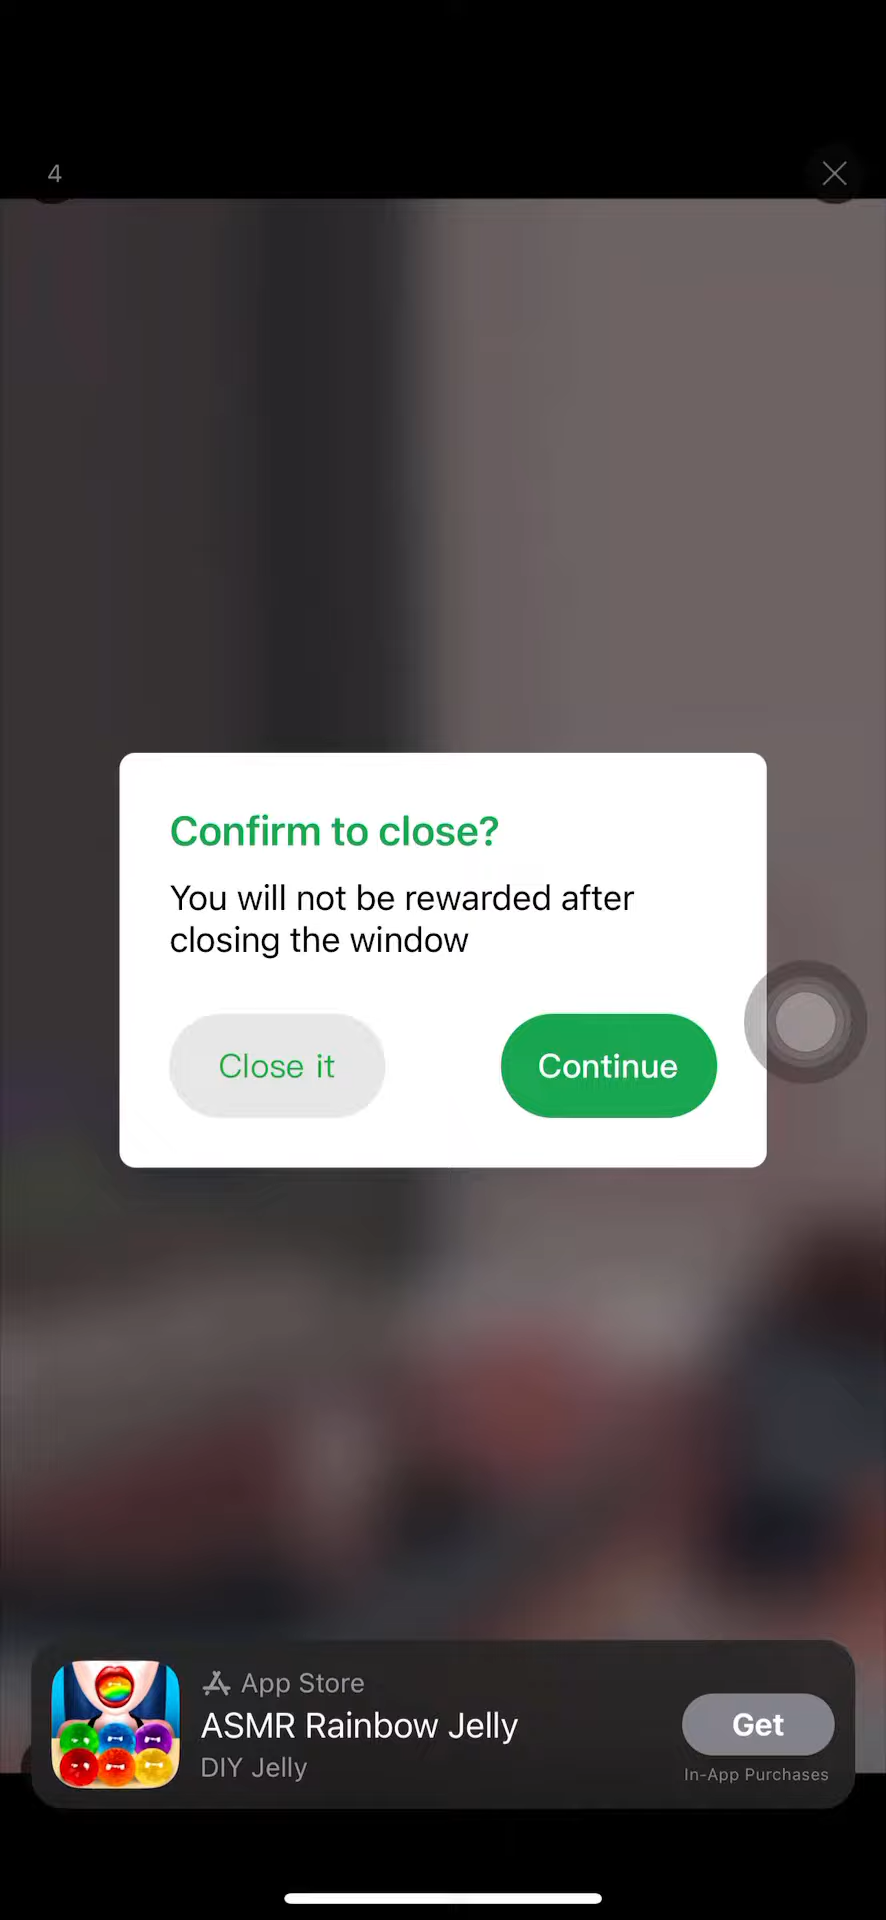 4
Confirm to close?
You will not be rewarded after
closing the window
Close it
Continue
App Store
ASMR Rainbow Jelly
DIY Jelly
Get
In-App Purchases